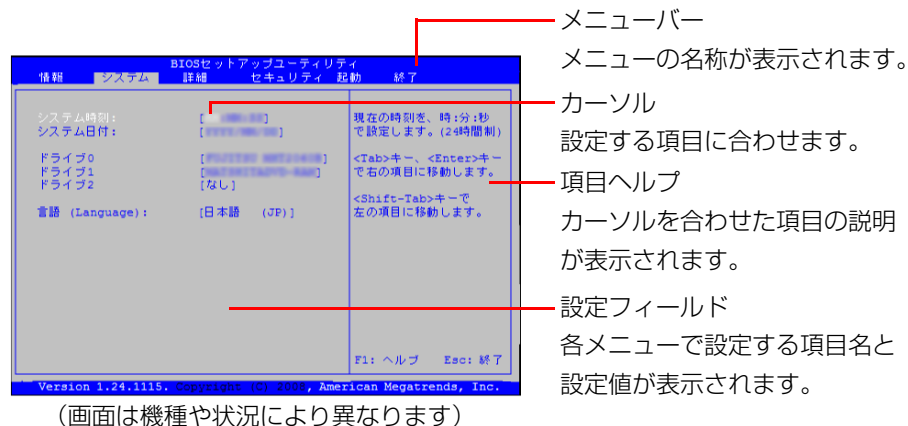 メニューバー
メニューの名称が表示されます。
カーソル
設定する項目に合わせます。
項目ヘルプ
カーソルを合わせた項目の説明
が表示されます。
設定フィールド
各メニューで設定する項目名と
設定値が表示されます。
BIOSセットアップユーティリティ
情報 システム 詳細 セキュリティ 起動 終了
システム時刻:
システム日付:
ドライブ0
ドライブ1
ドライブ2 [なし]
言語 (Language): [日本語 (JP)]
現在の時刻を、時:分:秒
で設定します。(24時間制)
<Tab>キー、<Enter>キー
で右の項目に移動します。
<Shift-Tab>キーで
左の項目に移動します。
F1: ヘルプ Esc: 終了
Version 1.24.1115. Copyright (C) 2008, American Megatrends, Inc.
(画面は機種や状況により異なります)